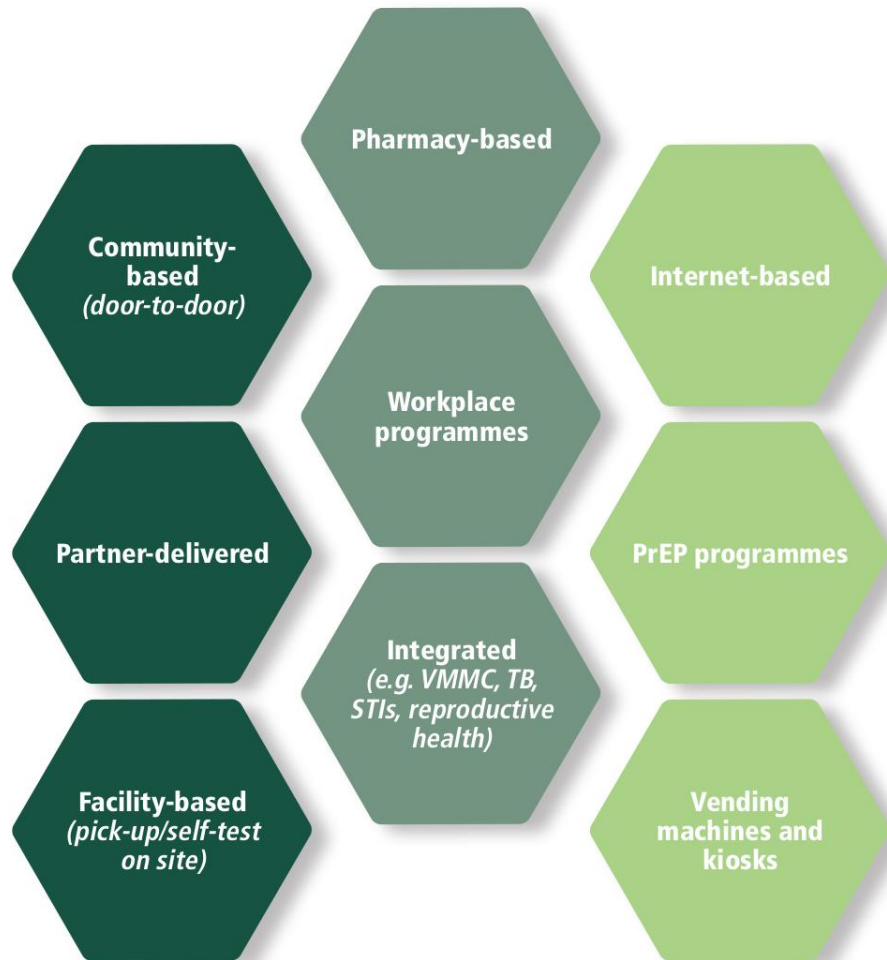 Pharmacy-based
Community-
based
(door-to-door)
Internet-based
Workplace
programmes
Partner-delivered
PrEP programmes
Integrated
(e.g. VMMC, TB,
STIs, reproductive
health)
Facility-based
(pick-up/self-test
on site)
Vending
machines and
kiosks